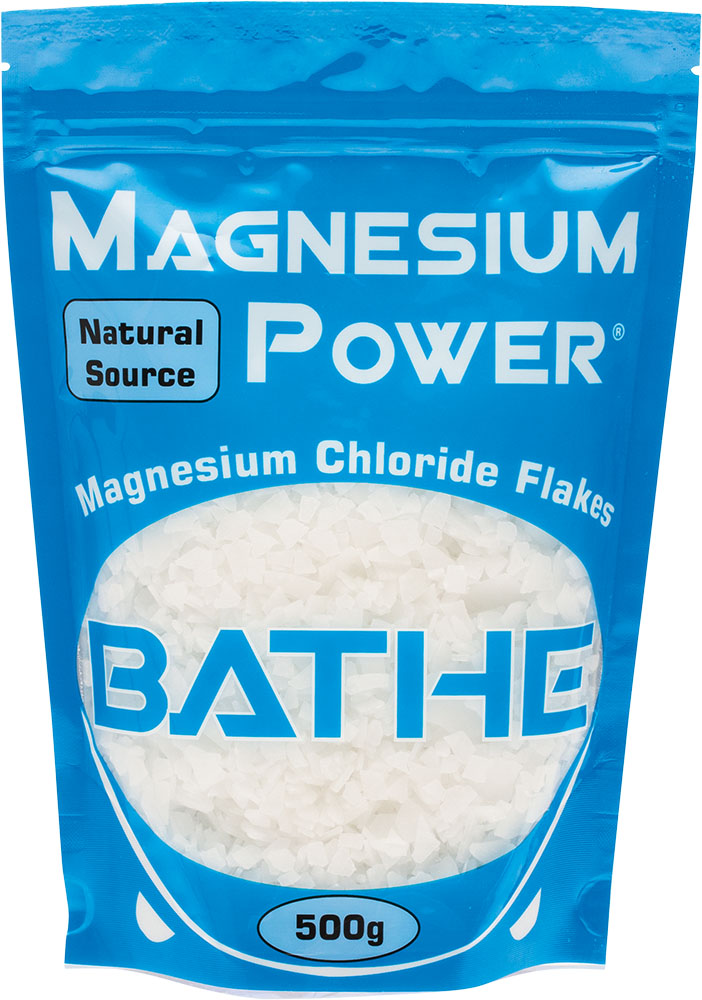 MAGNESIUM
POWER®
Natural
Source
Magnesium Chloride Flakes
BATHE
500g